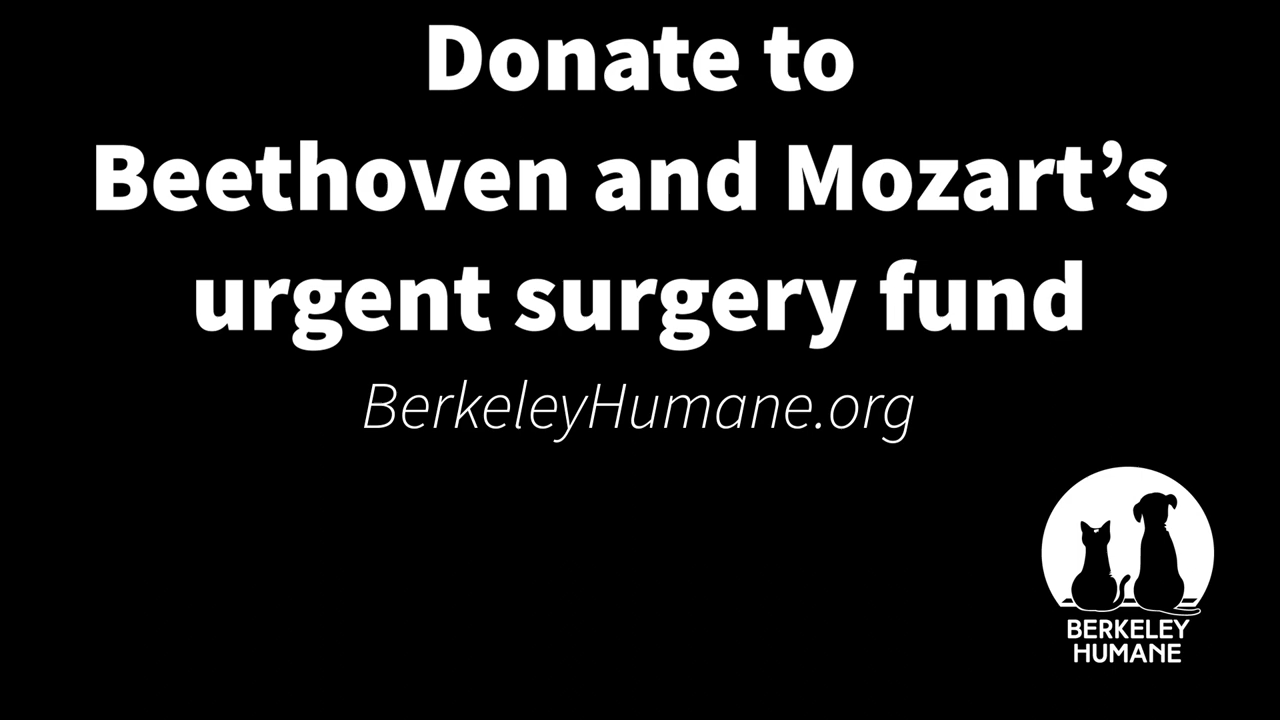 Donate to
Beethoven and Mozart’s
urgent surgery fund
BerkeleyHumane.org
BERKELEY
HUMANE